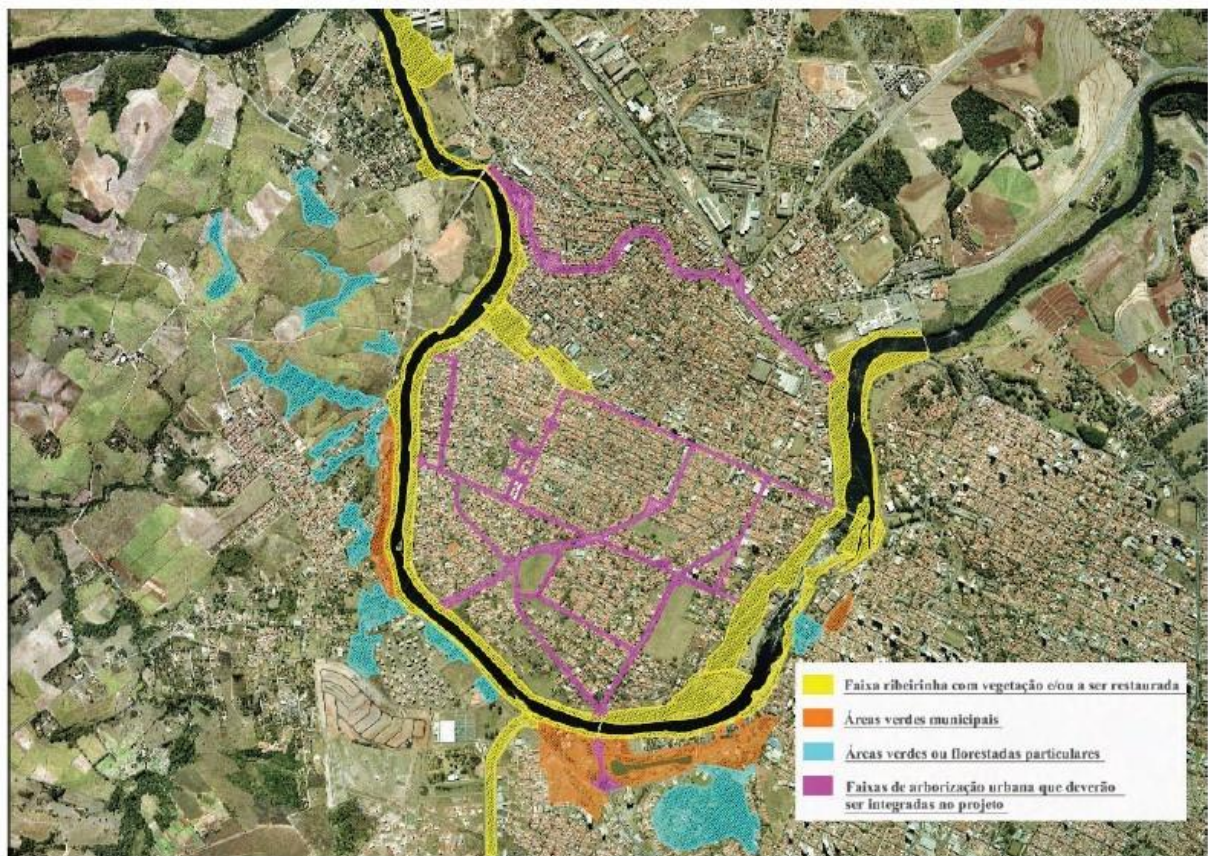 Faixa ribeirinha com vegetação e/ou a ser restaurada
Áreas verdes municipais
Áreas verdes ou florestadas particulares
Faixas de arborização urbana que deverão
ser integradas no projeto